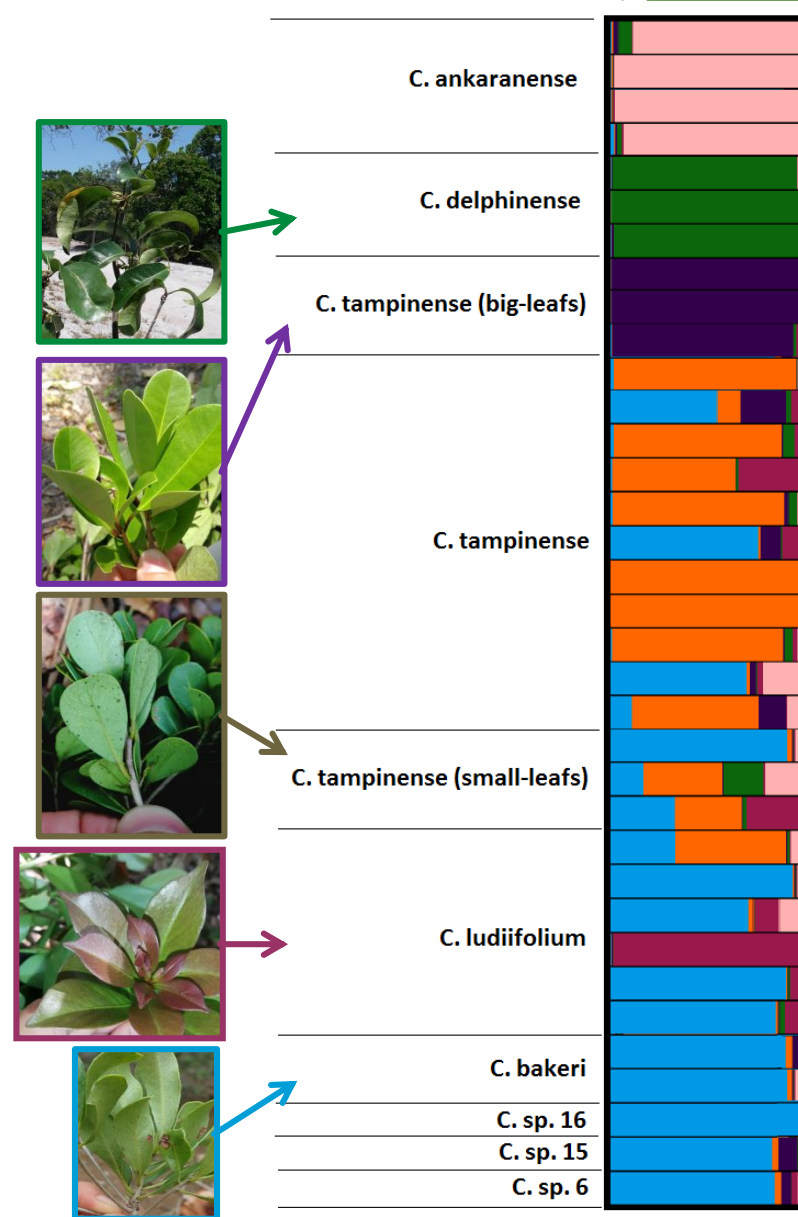 C. ankaranense
C. delphinense
C. tampinense (big-leafs)
C. tampinense
C. tampinense (small-leafs)
C. ludiifolium
C. bakeri
C. sp. 16
C. sp. 15
C. sp. 6